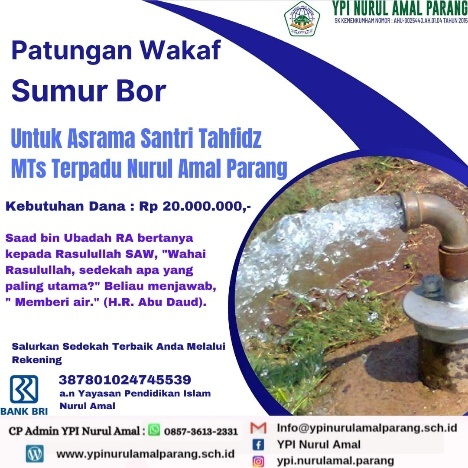 YPI NURUL AMAL PARANG
SK KEMENKUMHAM NOMOR : AHU-0025443.AH.01.04 TAHUN 2015
Patungan Wakaf
Sumur Bor
Untuk Asrama Santri Tahfidz
MTs Terpadu Nurul Amal Parang
Kebutuhan Dana : Rp 20.000.000,-
Saad bin Ubadah RA bertanya
kepada Rasulullah SAW, "Wahai
Rasulullah, sedekah apa yang
paling utama?" Beliau menjawab,
" Memberi air." (H.R. Abu Daud).
Salurkan Sedekah Terbaik Anda Melalui
Rekening
BANK BRI
387801024745539
a.n Yayasan Pendidikan Islam
Nurul Amal
CP Admin YPI Nurul Amal : 0857-3613-2331
www.ypinurulamalparang.sch.id
Info@ypinurulamalparang.sch.id
YPI Nurul Amal
ypi.nurulamal.parang